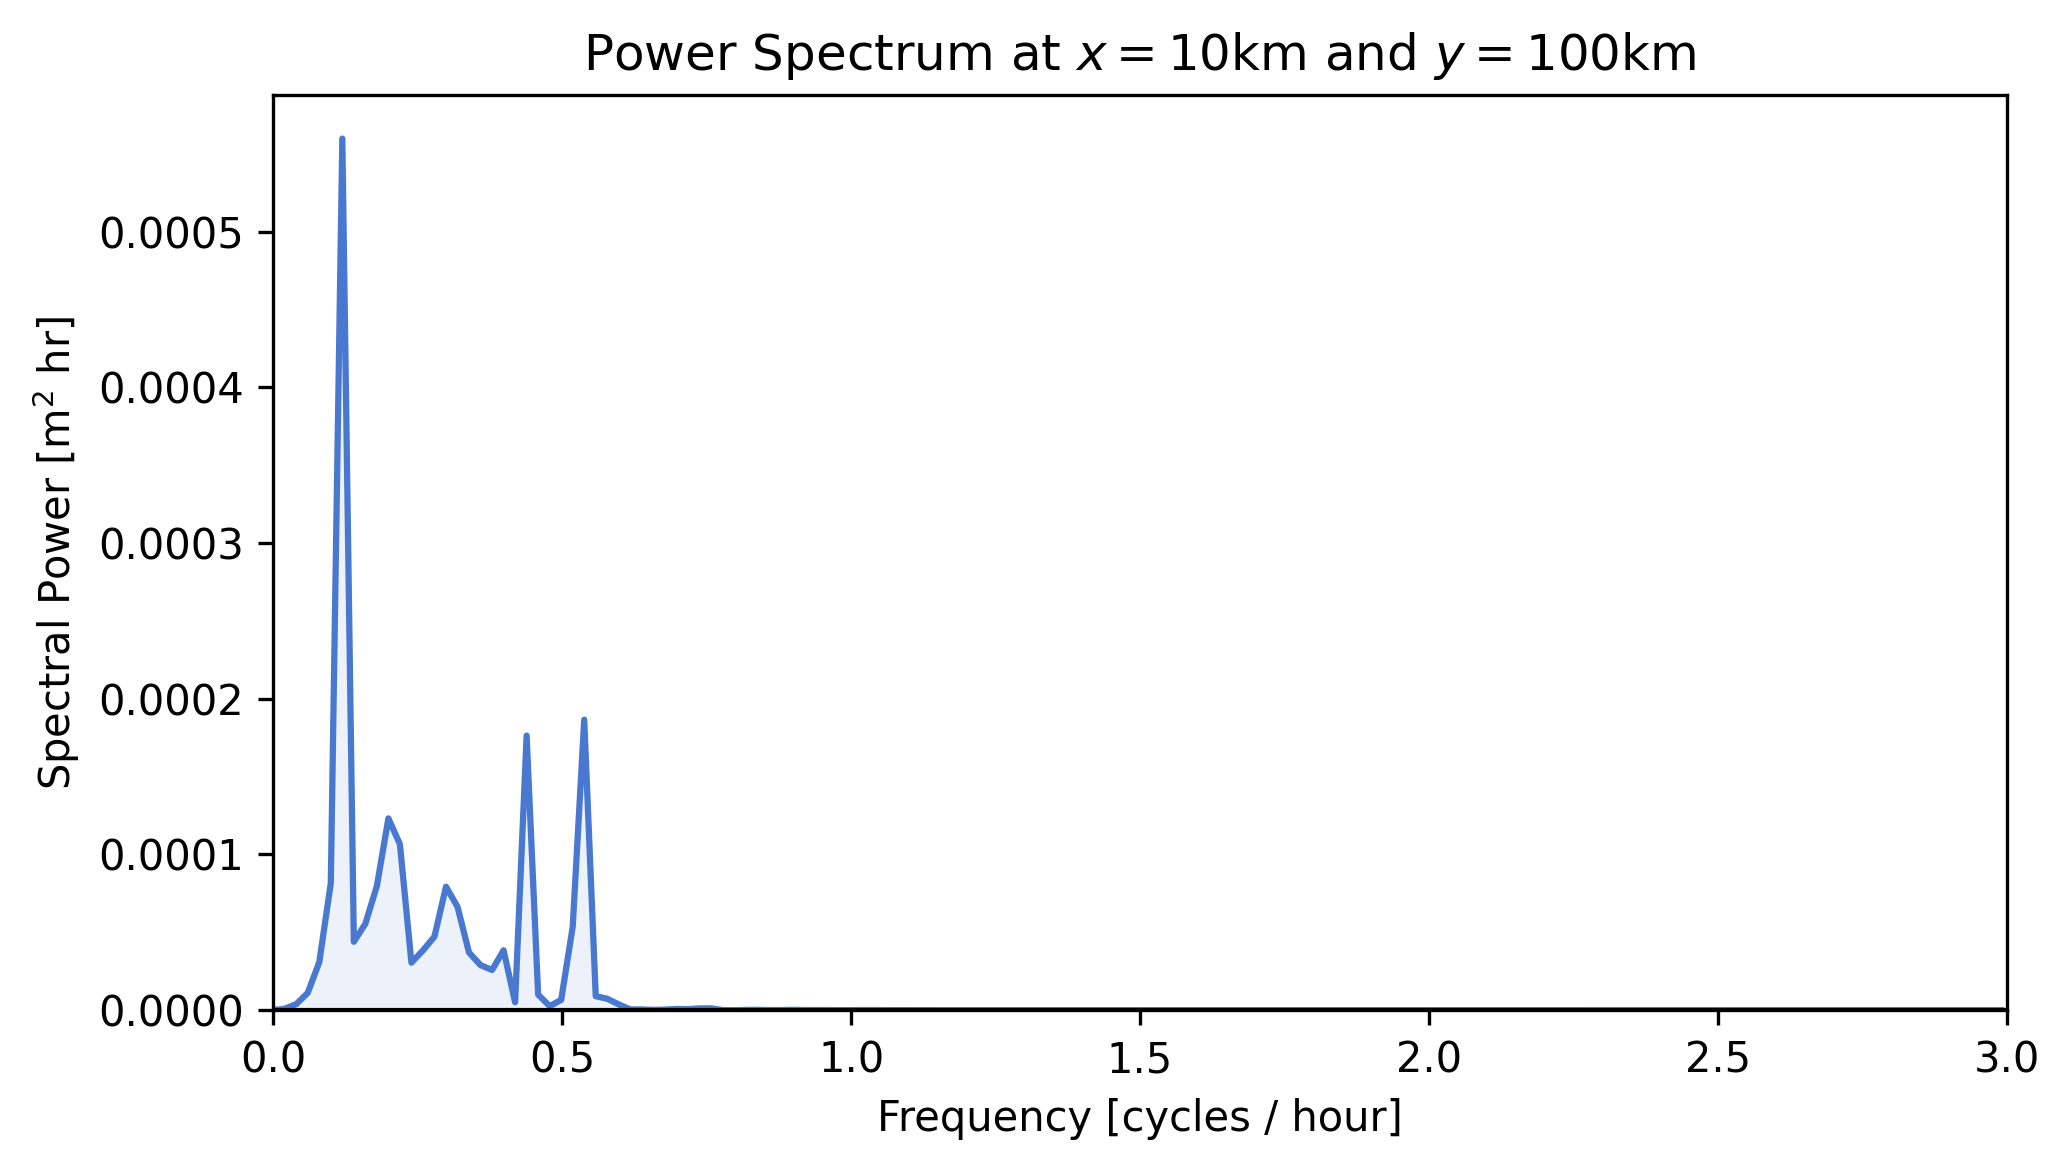 Power Spectrum at x = 10km and y = 100km
Spectral Power [m² hr]
0.0005
0.0004
0.0003
0.0002
0.0001
0.0000
0.0 0.5 1.0 1.5 2.0 2.5 3.0
Frequency [cycles / hour]